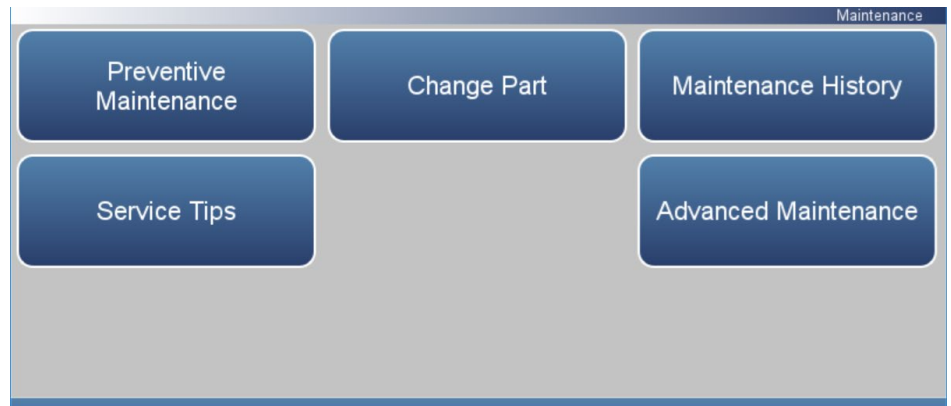 Maintenance
Preventive
Maintenance
Change Part
Maintenance History
Service Tips
Advanced Maintenance